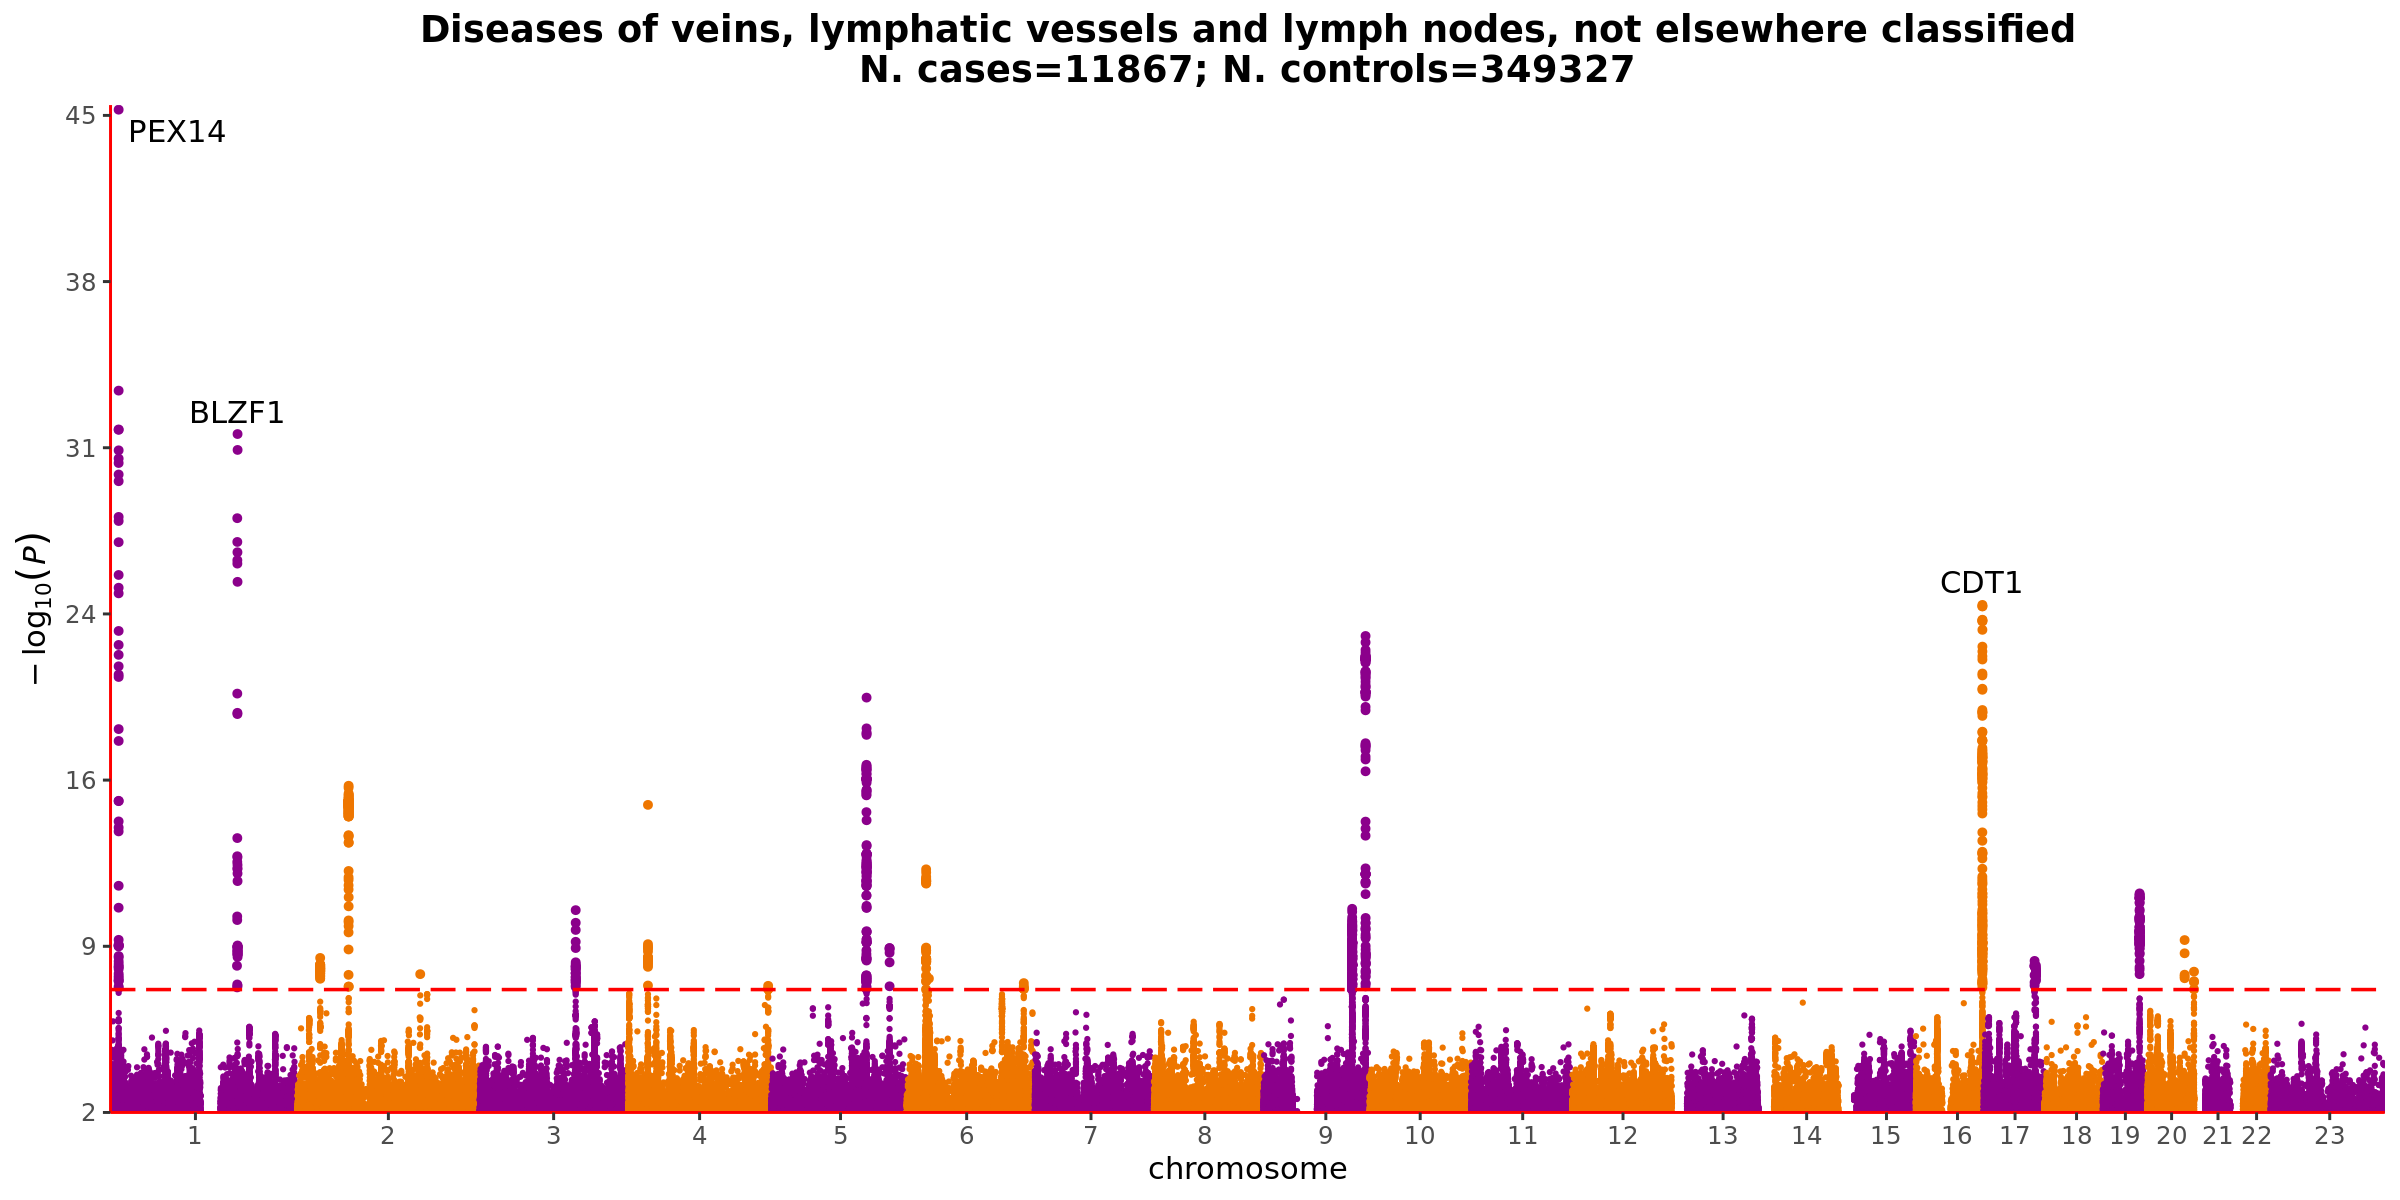 Diseases of veins, lymphatic vessels and lymph nodes, not elsewhere classified
N. cases=11867; N. controls=349327
45
PEX14
38
BLZF1
31
CDT1
24
16
9
2
−log10(P)
1 2 3 4 5 6 7 8 9 10 11 12 13 14 15 16 17 18 19 20 21 22 23
chromosome